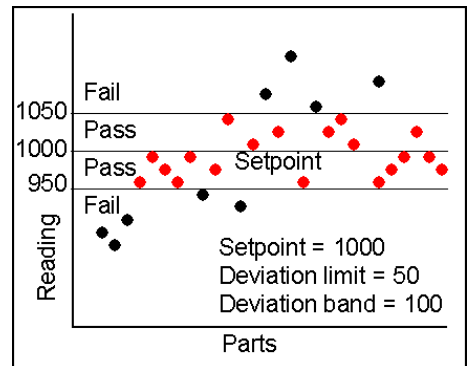 Fail
1050
Pass
1000
Setpoint
Pass
950
Fail
Reading
Setpoint = 1000
Deviation limit = 50
Deviation band = 100
Parts